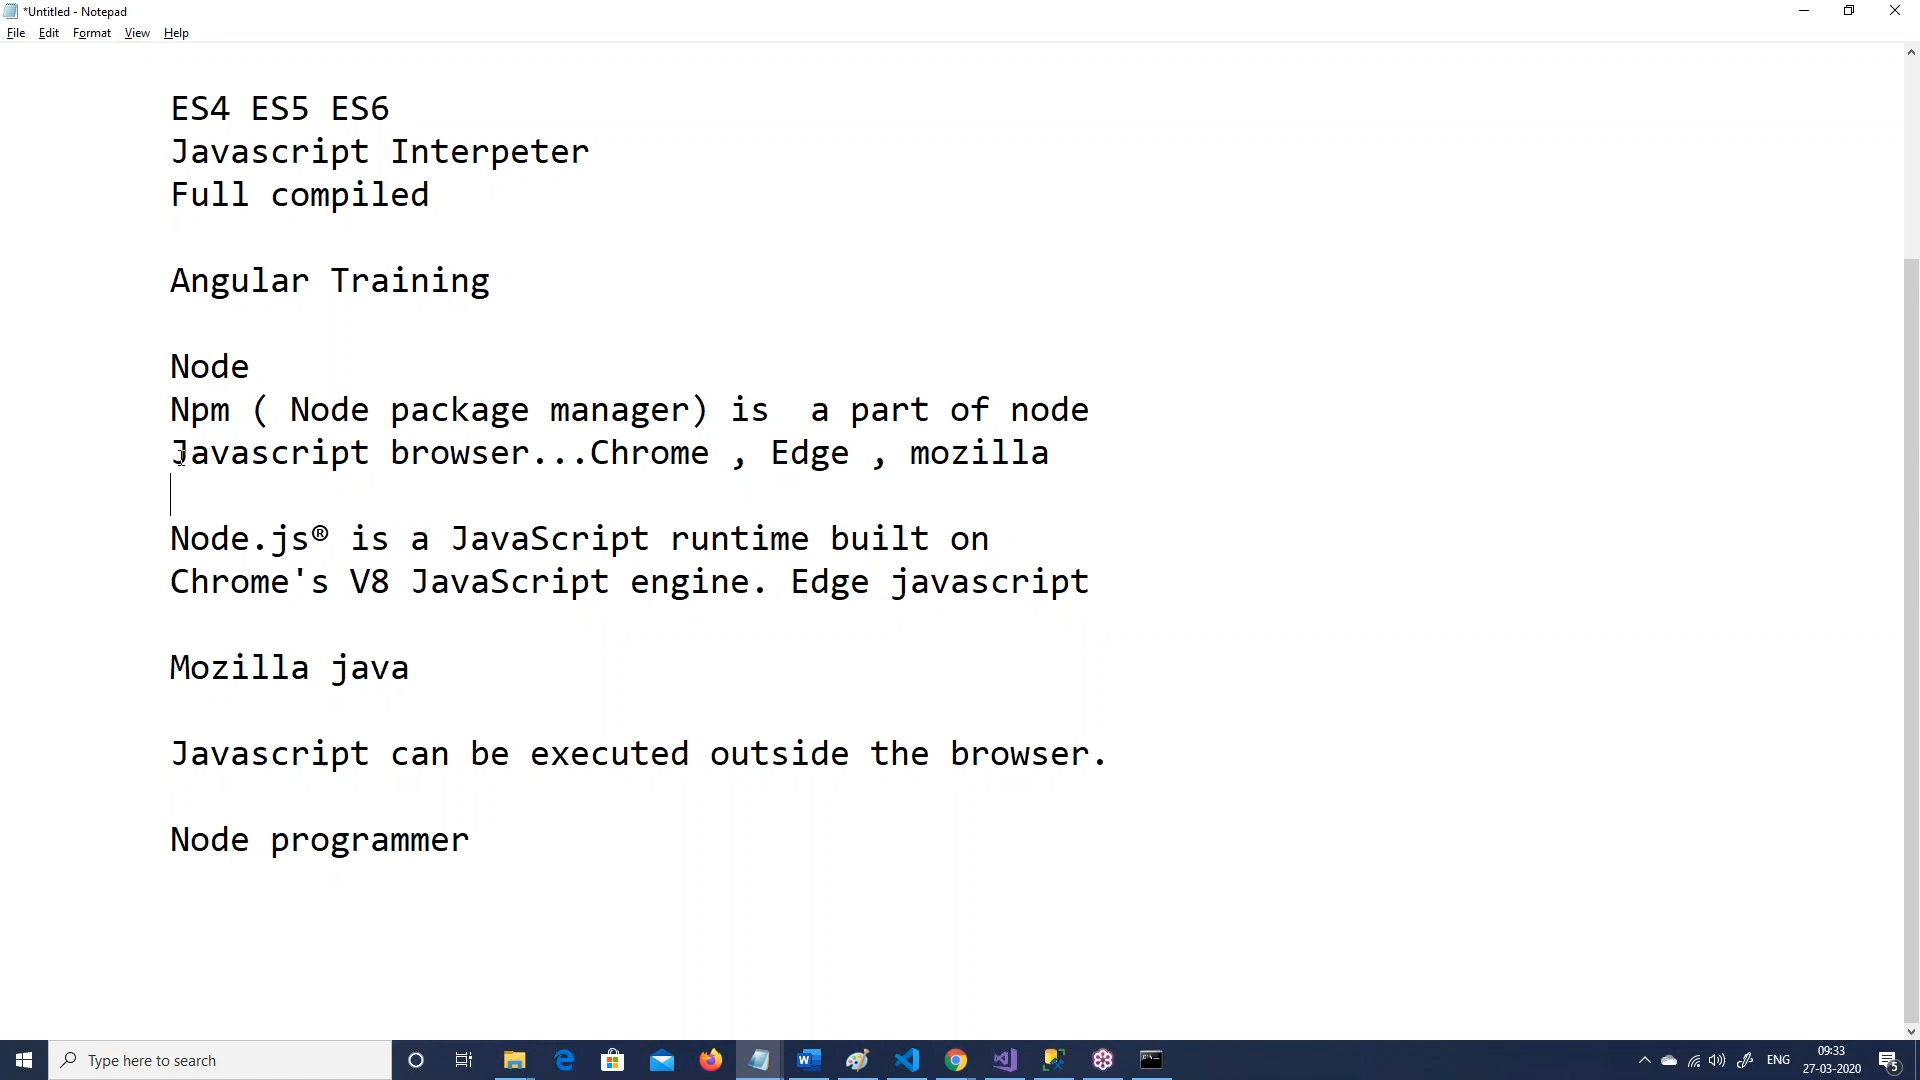 *Untitled - Notepad
File Edit Format View Help
ES4 ES5 ES6
Javascript Interpeter
Full compiled
Angular Training
Node
Npm ( Node package manager) is  a part of node
Javascript browser...Chrome , Edge , mozilla
Node.js® is a JavaScript runtime built on
Chrome's V8 JavaScript engine. Edge javascript
Mozilla java
Javascript can be executed outside the browser.
Node programmer
Type here to search
ENG
09:33
27-03-2020
5